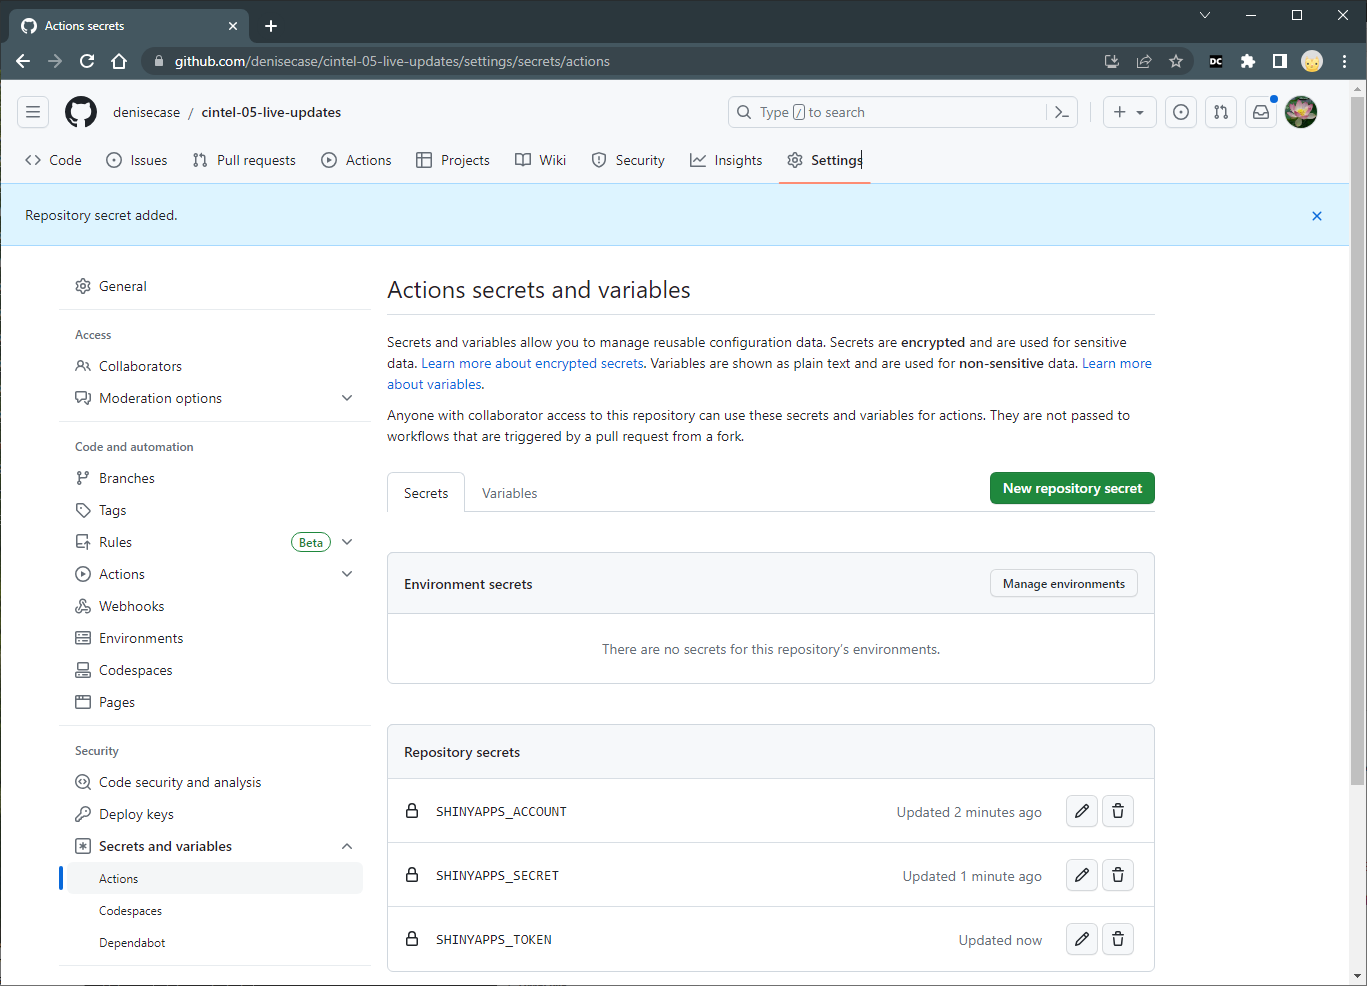 Actions secrets
github.com/denisecase/cintel-05-live-updates/settings/secrets/actions
DC
denisecase / cintel-05-live-updates
Type / to search
Code
Issues
Pull requests
Actions
Projects
Wiki
Security
Insights
Settings
Repository secret added.
General
Access
Collaborators
Moderation options
Code and automation
Branches
Tags
Rules
Beta
Actions
Webhooks
Environments
Codespaces
Pages
Security
Code security and analysis
Deploy keys
Secrets and variables
Actions
Codespaces
Dependabot
Actions secrets and variables
Secrets and variables allow you to manage reusable configuration data. Secrets are encrypted and are used for sensitive
data. Learn more about encrypted secrets. Variables are shown as plain text and are used for non-sensitive data. Learn more
about variables.
Anyone with collaborator access to this repository can use these secrets and variables for actions. They are not passed to
workflows that are triggered by a pull request from a fork.
Secrets
Variables
New repository secret
Environment secrets
Manage environments
There are no secrets for this repository's environments.
Repository secrets
SHINYAPPS_ACCOUNT
Updated 2 minutes ago
SHINYAPPS_SECRET
Updated 1 minute ago
SHINYAPPS_TOKEN
Updated now